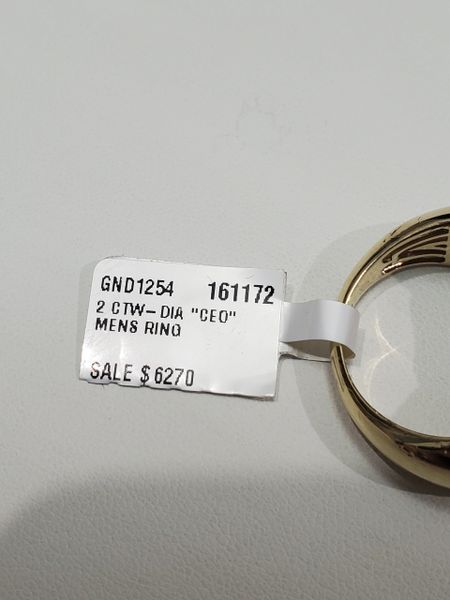 GND1254 161172
2 CTW-DIA "CEO"
MENS RING
SALE $6270